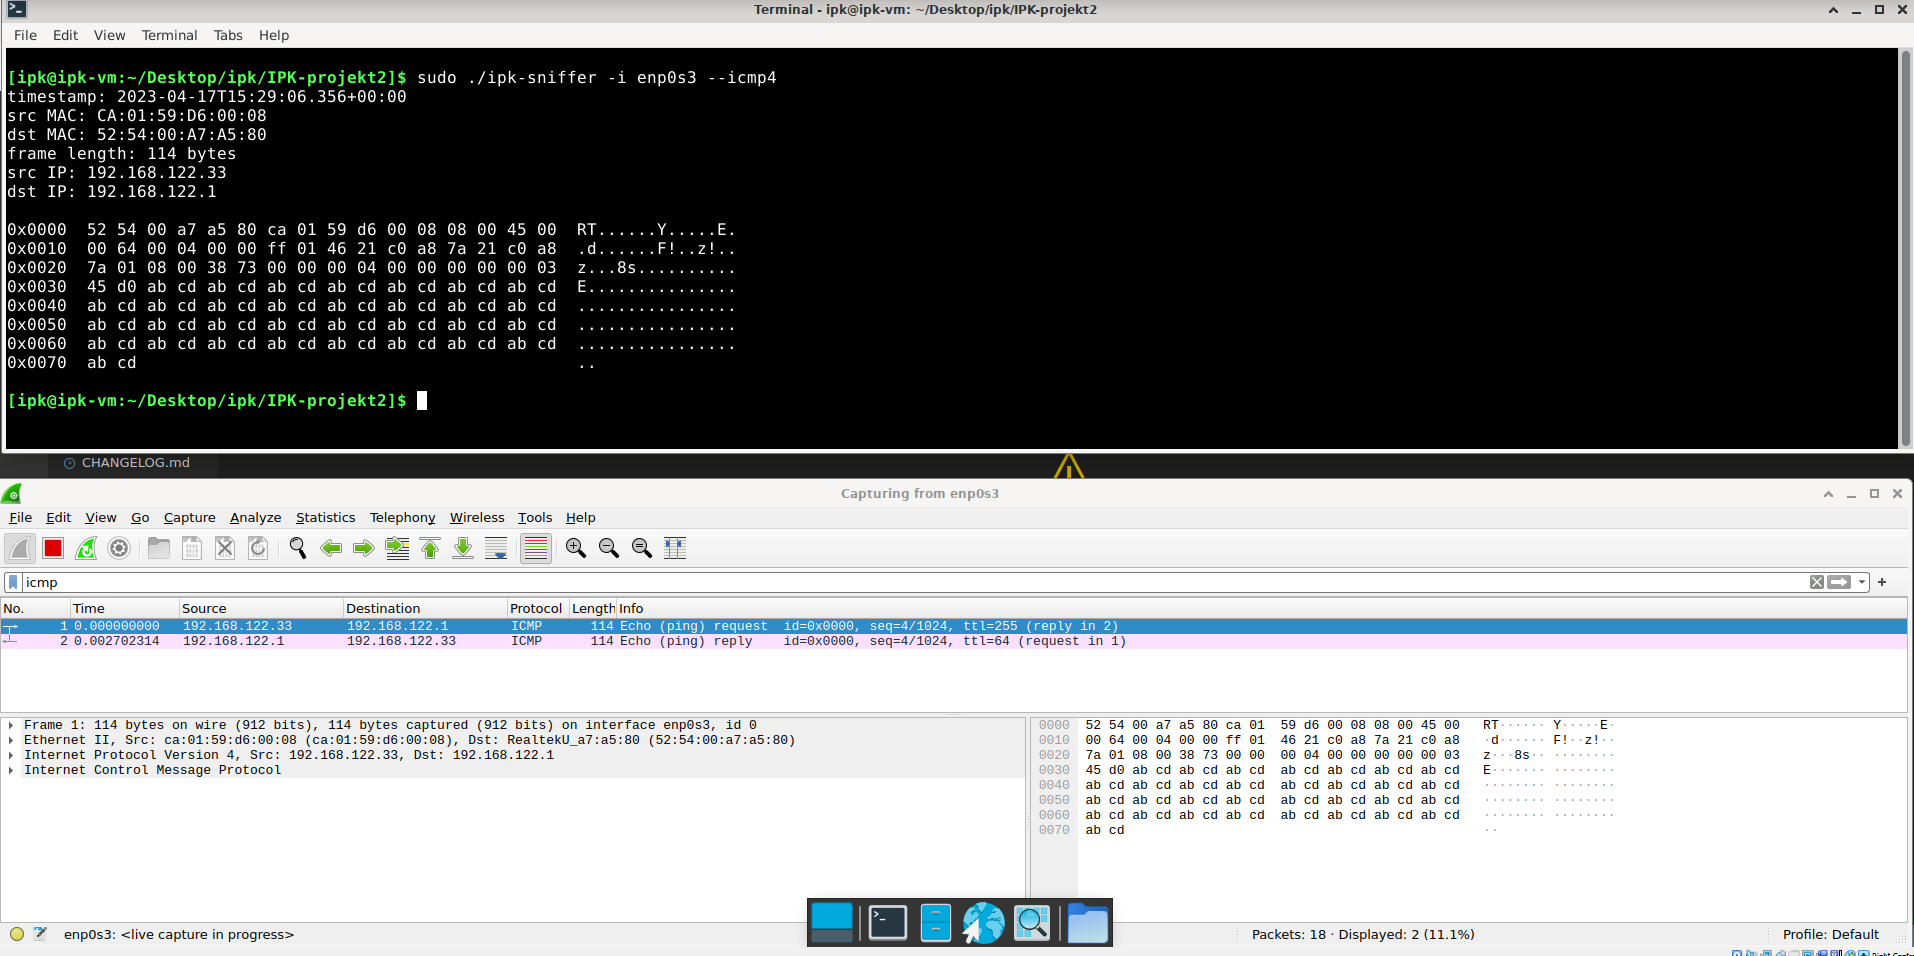 Terminal - ipk@ipk-vm: ~/Desktop/ipk/IPK-projekt2
File Edit View Terminal Tabs Help
[ipk@ipk-vm:~/Desktop/ipk/IPK-projekt2]$ sudo ./ipk-sniffer -i enp0s3 --icmp4
timestamp: 2023-04-17T15:29:06.356+00:00
src MAC: CA:01:59:D6:00:08
dst MAC: 52:54:00:A7:A5:80
frame length: 114 bytes
src IP: 192.168.122.33
dst IP: 192.168.122.1
0x0000  52 54 00 a7 a5 80 ca 01 59 d6 00 08 08 00 45 00  RT......Y.....E.
0x0010  00 64 00 04 00 00 ff 01 46 21 c0 a8 7a 21 c0 a8  .d......F!..z!..
0x0020  7a 01 08 00 38 73 00 00 00 04 00 00 00 00 00 03  z...8s..........
0x0030  45 d0 ab cd ab cd ab cd ab cd ab cd ab cd ab cd  E...............
0x0040  ab cd ab cd ab cd ab cd ab cd ab cd ab cd ab cd  ................
0x0050  ab cd ab cd ab cd ab cd ab cd ab cd ab cd ab cd  ................
0x0060  ab cd ab cd ab cd ab cd ab cd ab cd ab cd ab cd  ................
0x0070  ab cd  ..
[ipk@ipk-vm:~/Desktop/ipk/IPK-projekt2]$
CHANGELOG.md
Capturing from enp0s3
File Edit View Go Capture Analyze Statistics Telephony Wireless Tools Help
icmp
No. Time Source Destination Protocol Length Info
1 0.000000000 192.168.122.33 192.168.122.1 ICMP 114 Echo (ping) request  id=0x0000, seq=4/1024, ttl=255 (reply in 2)
2 0.002702314 192.168.122.1 192.168.122.33 ICMP 114 Echo (ping) reply    id=0x0000, seq=4/1024, ttl=64 (request in 1)
Frame 1: 114 bytes on wire (912 bits), 114 bytes captured (912 bits) on interface enp0s3, id 0
Ethernet II, Src: ca:01:59:d6:00:08 (ca:01:59:d6:00:08), Dst: RealtekU_a7:a5:80 (52:54:00:a7:a5:80)
Internet Protocol Version 4, Src: 192.168.122.33, Dst: 192.168.122.1
Internet Control Message Protocol
0000  52 54 00 a7 a5 80 ca 01  59 d6 00 08 08 00 45 00  RT······ Y·····E·
0010  00 64 00 04 00 00 ff 01  46 21 c0 a8 7a 21 c0 a8  ·d······ F!··z!··
0020  7a 01 08 00 38 73 00 00  00 04 00 00 00 00 00 03  z···8s·· ········
0030  45 d0 ab cd ab cd ab cd  ab cd ab cd ab cd ab cd  E······· ········
0040  ab cd ab cd ab cd ab cd  ab cd ab cd ab cd ab cd  ········ ········
0050  ab cd ab cd ab cd ab cd  ab cd ab cd ab cd ab cd  ········ ········
0060  ab cd ab cd ab cd ab cd  ab cd ab cd ab cd ab cd  ········ ········
0070  ab cd  ··
enp0s3: <live capture in progress>
Packets: 18 · Displayed: 2 (11.1%)
Profile: Default